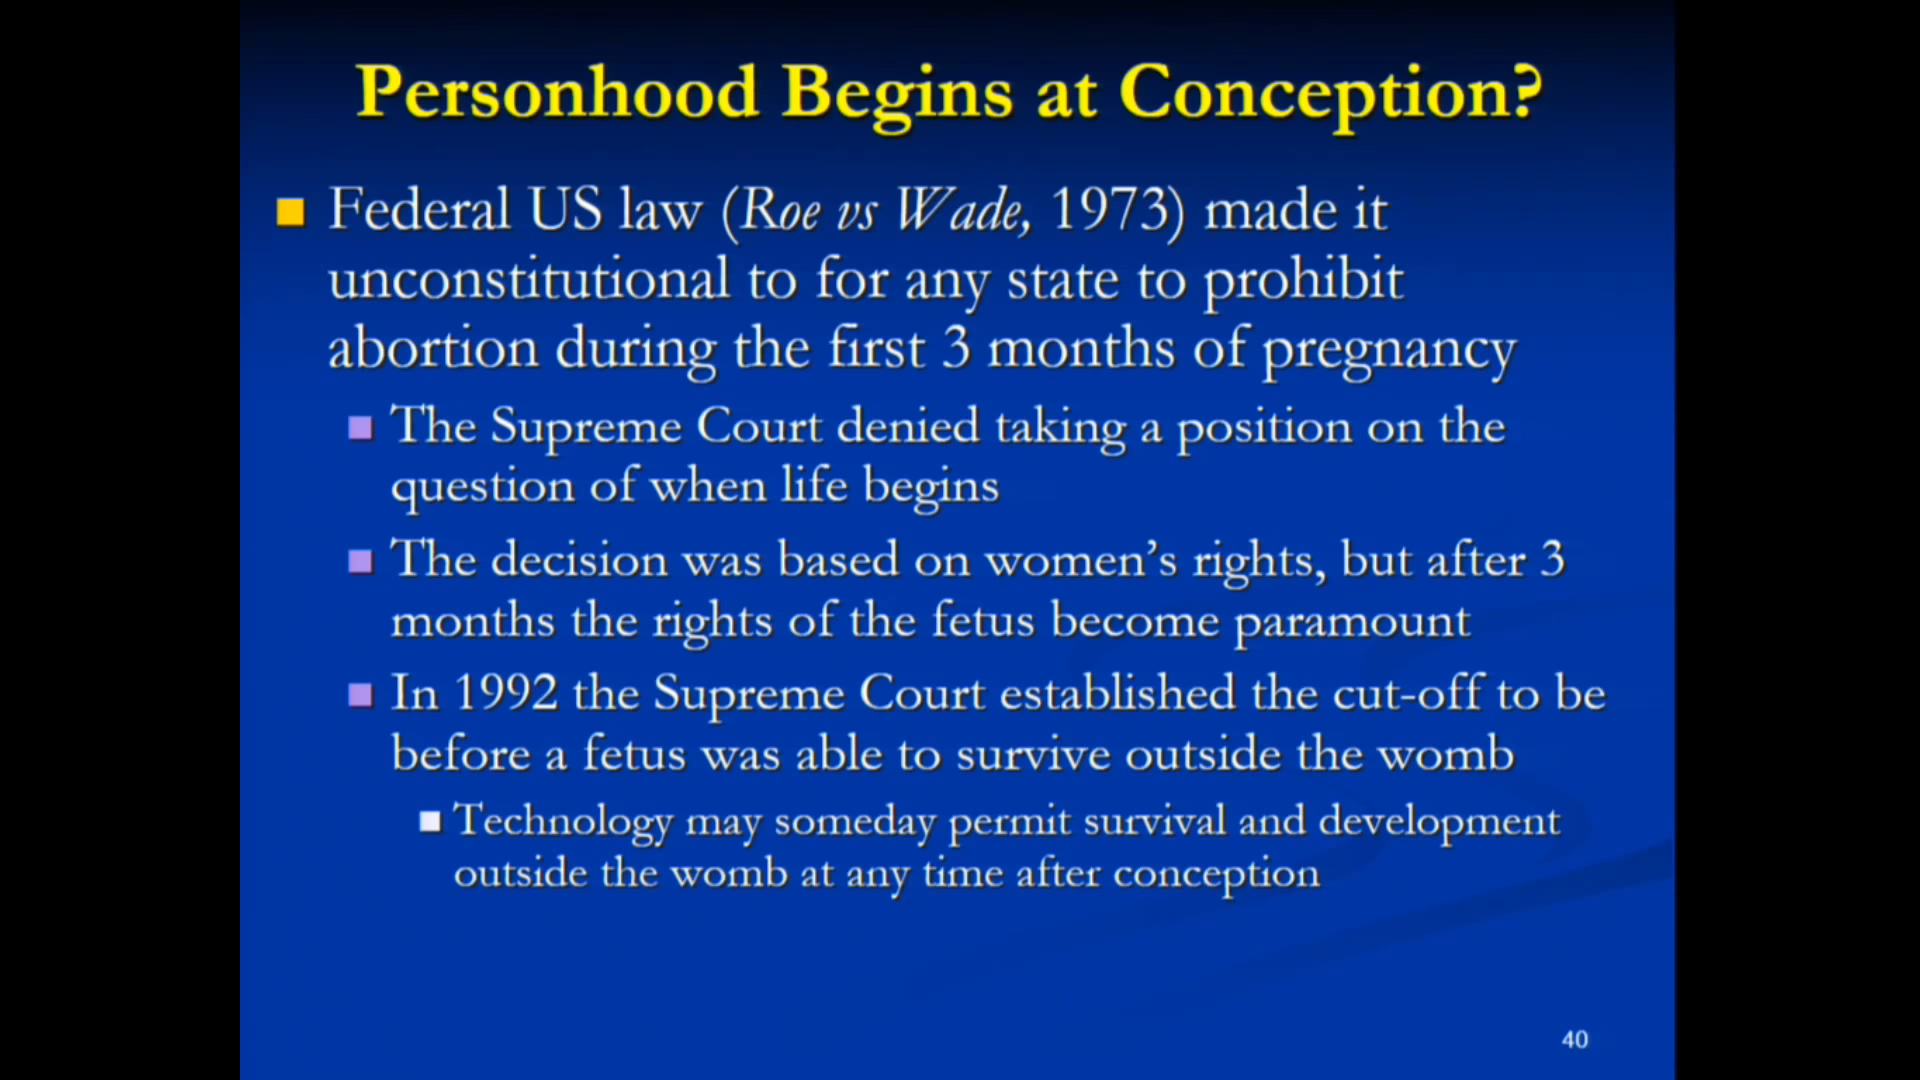 Personhood Begins at Conception?
Federal US law (Roe vs Wade, 1973) made it
unconstitutional to for any state to prohibit
abortion during the first 3 months of pregnancy
The Supreme Court denied taking a position on the
question of when life begins
The decision was based on women’s rights, but after 3
months the rights of the fetus become paramount
In 1992 the Supreme Court established the cut-off to be
before a fetus was able to survive outside the womb
Technology may someday permit survival and development
outside the womb at any time after conception
40